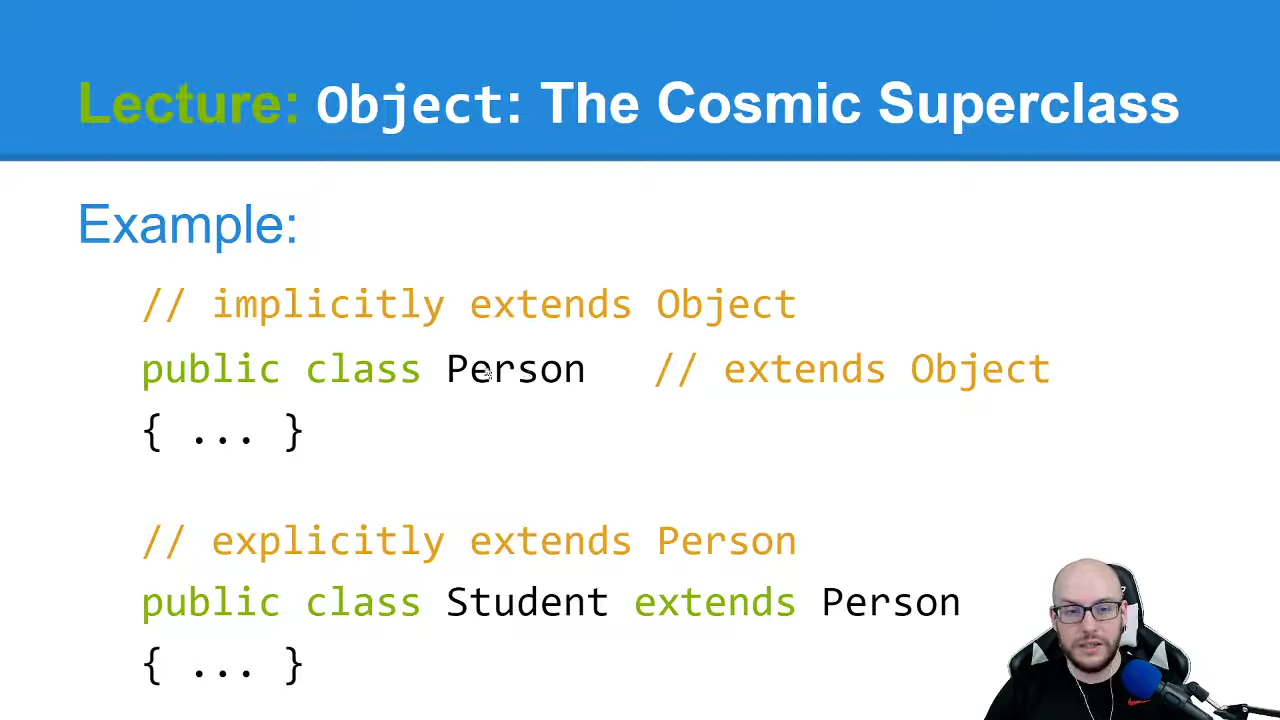 Lecture: Object: The Cosmic Superclass
Example:
// implicitly extends Object
public class Person // extends Object
{ ... }
// explicitly extends Person
public class Student extends Person
{ ... }